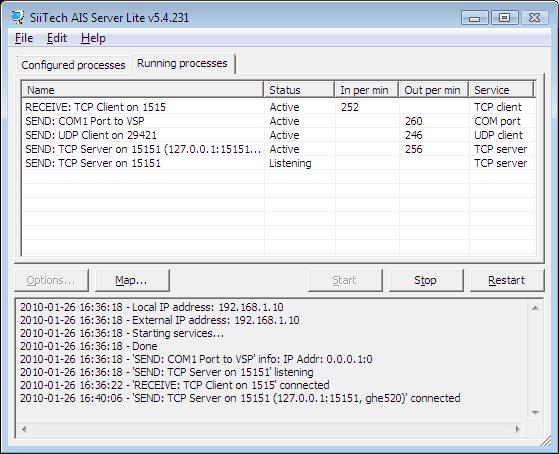 SiiTech AIS Server Lite v5.4.231
File Edit Help
Configured processes Running processes
Name Status In per min Out per min Service
RECEIVE: TCP Client on 1515 Active 252 TCP client
SEND: COM1 Port to VSP Active 260 COM port
SEND: UDP Client on 29421 Active 246 UDP client
SEND: TCP Server on 15151 (127.0.0.1:15151... Active 256 TCP server
SEND: TCP Server on 15151 Listening TCP server
Options... Map... Start Stop Restart
2010-01-26 16:36:18 - Local IP address: 192.168.1.10
2010-01-26 16:36:18 - External IP address: 192.168.1.10
2010-01-26 16:36:18 - Starting services...
2010-01-26 16:36:18 - Done
2010-01-26 16:36:18 - 'SEND: COM1 Port to VSP' info: IP Addr: 0.0.0.1:0
2010-01-26 16:36:18 - 'SEND: TCP Server on 15151' listening
2010-01-26 16:36:22 - 'RECEIVE: TCP Client on 1515' connected
2010-01-26 16:40:06 - 'SEND: TCP Server on 15151 (127.0.0.1:15151, ghe520)' connected